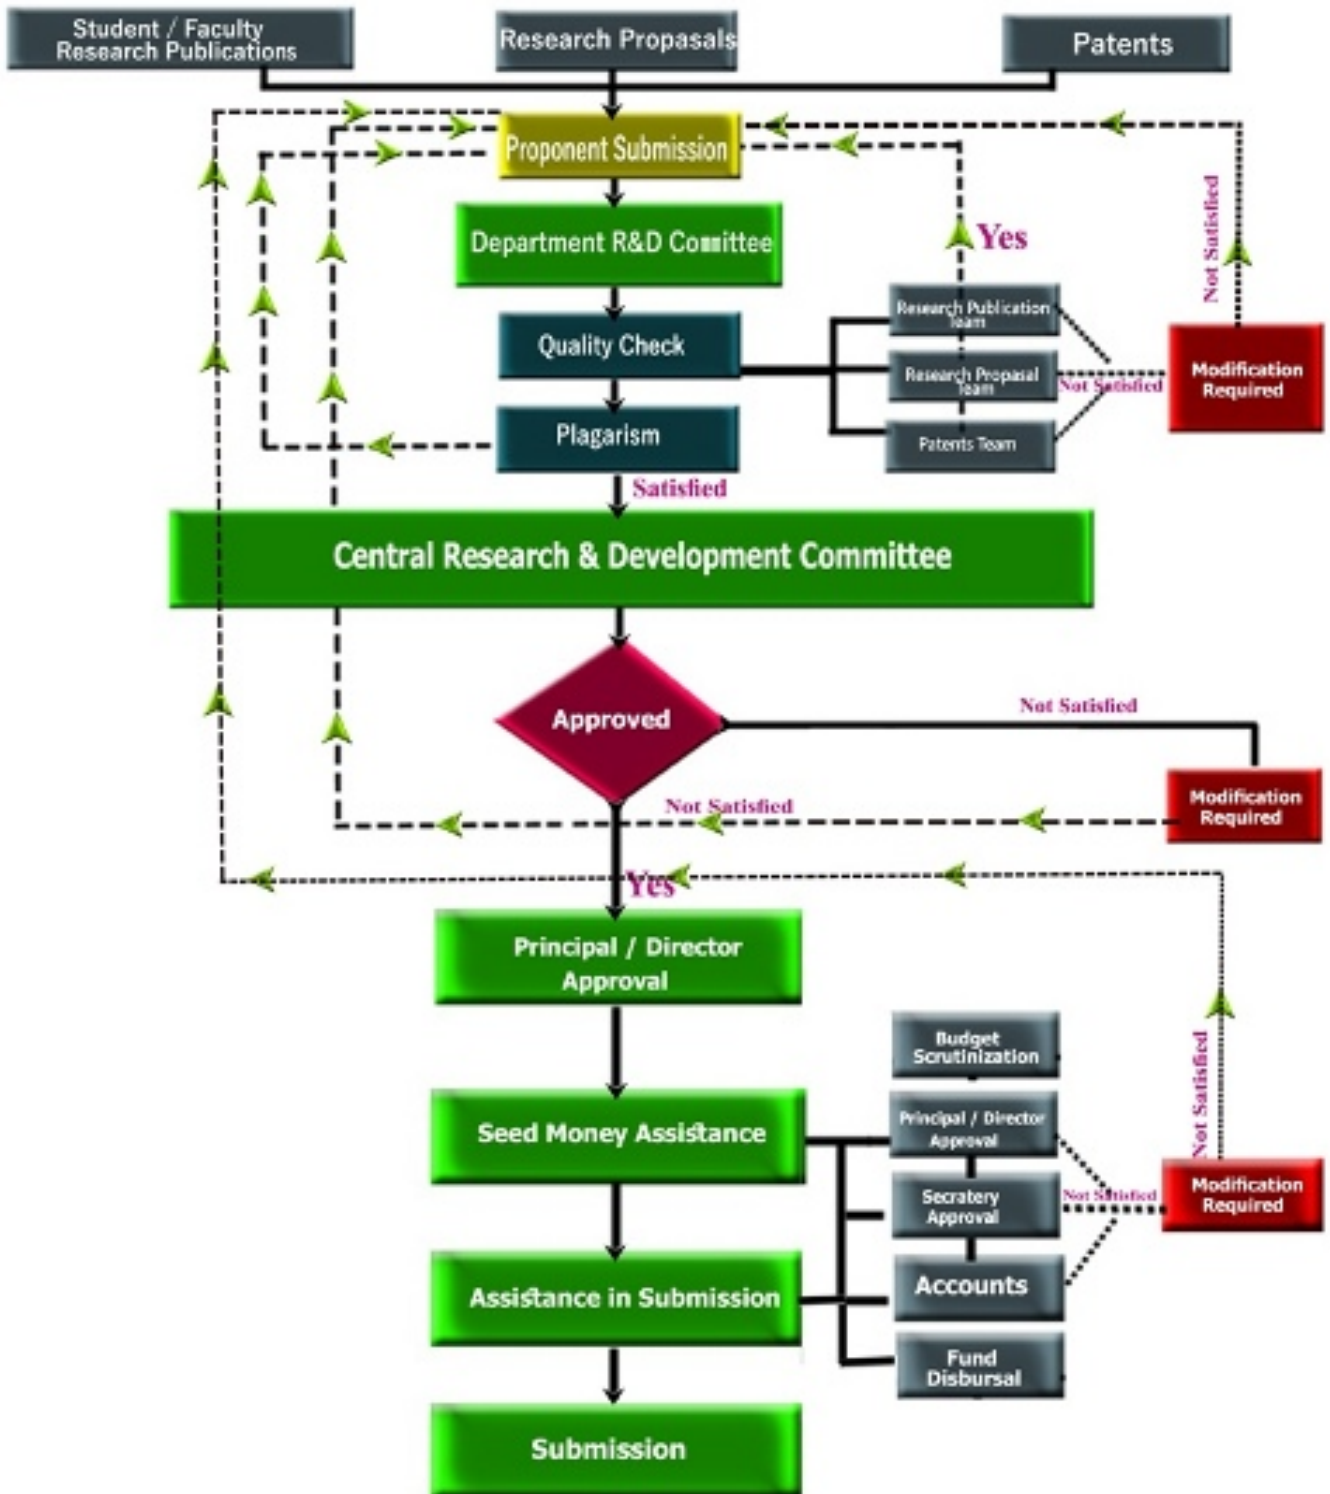 Student / Faculty
Research Publications
Research Propasals
Patents
Proponent Submission
Department R&D Comittee
Yes
Not Satisfied
Research Publication
Team
Quality Check
Research Propasal
Team
Not Satisfied
Modification
Required
Plagarism
Patents Team
Satisfied
Central Research & Development Committee
Approved
Not Satisfied
Not Satisfied
Modification
Required
Yes
Principal / Director
Approval
Budget
Scrutinization
Seed Money Assistance
Principal / Director
Approval
Not Satisfied
Secratery
Approval
Not Satisfied
Modification
Required
Assistance in Submission
Accounts
Fund
Disbursal
Submission